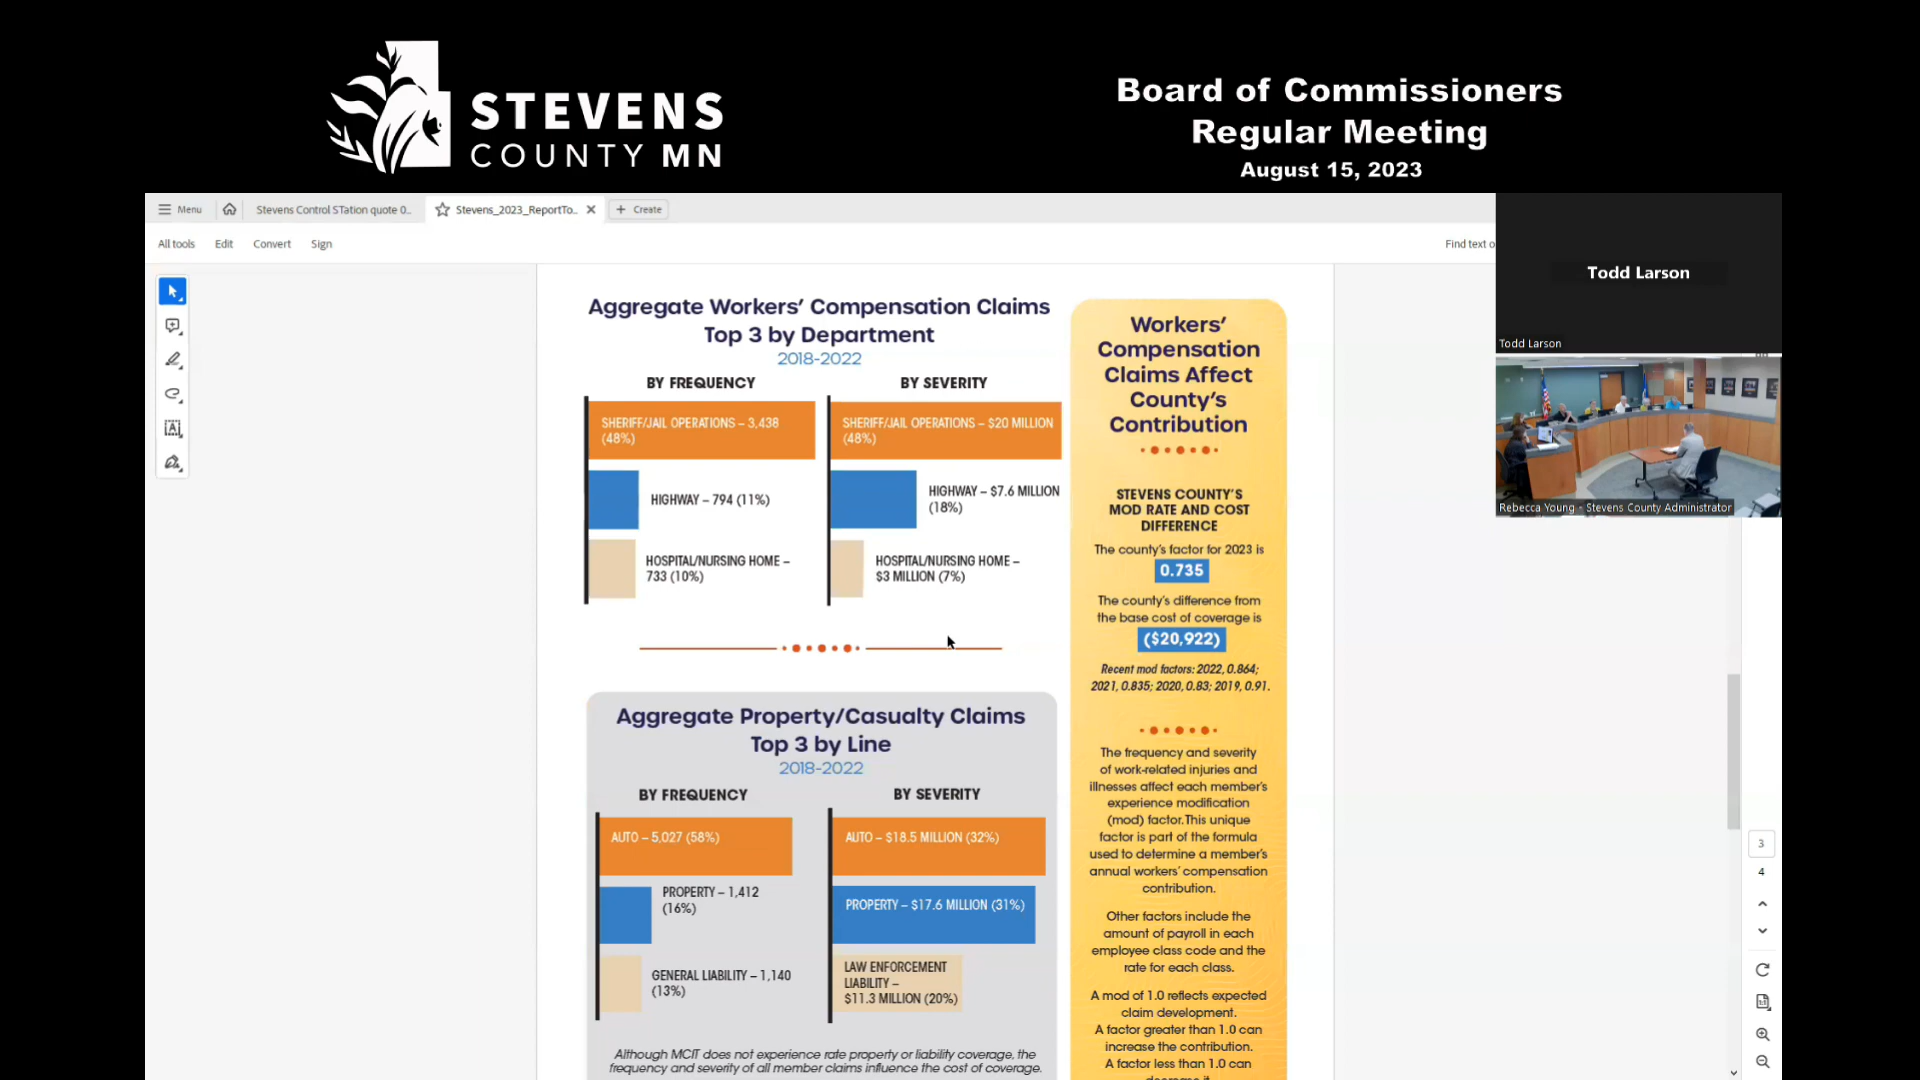 STEVENS
COUNTY MN
Board of Commissioners
Regular Meeting
August 15, 2023
Menu
Stevens Control STation quote 0...
Stevens_2023_ReportTo...
Create
All tools
Edit
Convert
Sign
Find text o
Aggregate Workers' Compensation Claims
Top 3 by Department
2018-2022
BY FREQUENCY
SHERIFF/JAIL OPERATIONS – 3,438
(48%)
HIGHWAY – 794 (11%)
HOSPITAL/NURSING HOME –
733 (10%)
BY SEVERITY
SHERIFF/JAIL OPERATIONS – $20 MILLION
(48%)
HIGHWAY – $7.6 MILLION
(18%)
HOSPITAL/NURSING HOME –
$3 MILLION (7%)
Aggregate Property/Casualty Claims
Top 3 by Line
2018-2022
BY FREQUENCY
AUTO – 5,027 (58%)
PROPERTY – 1,412
(16%)
GENERAL LIABILITY – 1,140
(13%)
BY SEVERITY
AUTO – $18.5 MILLION (32%)
PROPERTY – $17.6 MILLION (31%)
LAW ENFORCEMENT
LIABILITY –
$11.3 MILLION (20%)
Although MCIT does not experience rate property or liability coverage, the
frequency and severity of all member claims influence the cost of coverage.
Workers'
Compensation
Claims Affect
County's
Contribution
STEVENS COUNTY'S
MOD RATE AND COST
DIFFERENCE
The county's factor for 2023 is
0.735
The county's difference from
the base cost of coverage is
($20,922)
Recent mod factors: 2022, 0.864;
2021, 0.835; 2020, 0.83; 2019, 0.91.
The frequency and severity
of work-related injuries and
illnesses affect each member's
experience modification
(mod) factor. This unique
factor is part of the formula
used to determine a member's
annual workers' compensation
contribution.
Other factors include the
amount of payroll in each
employee class code and the
rate for each class.
A mod of 1.0 reflects expected
claim development.
A factor greater than 1.0 can
increase the contribution.
A factor less than 1.0 can
decrease it.
Todd Larson
Todd Larson
Rebecca Young - Stevens County Administrator
3
4